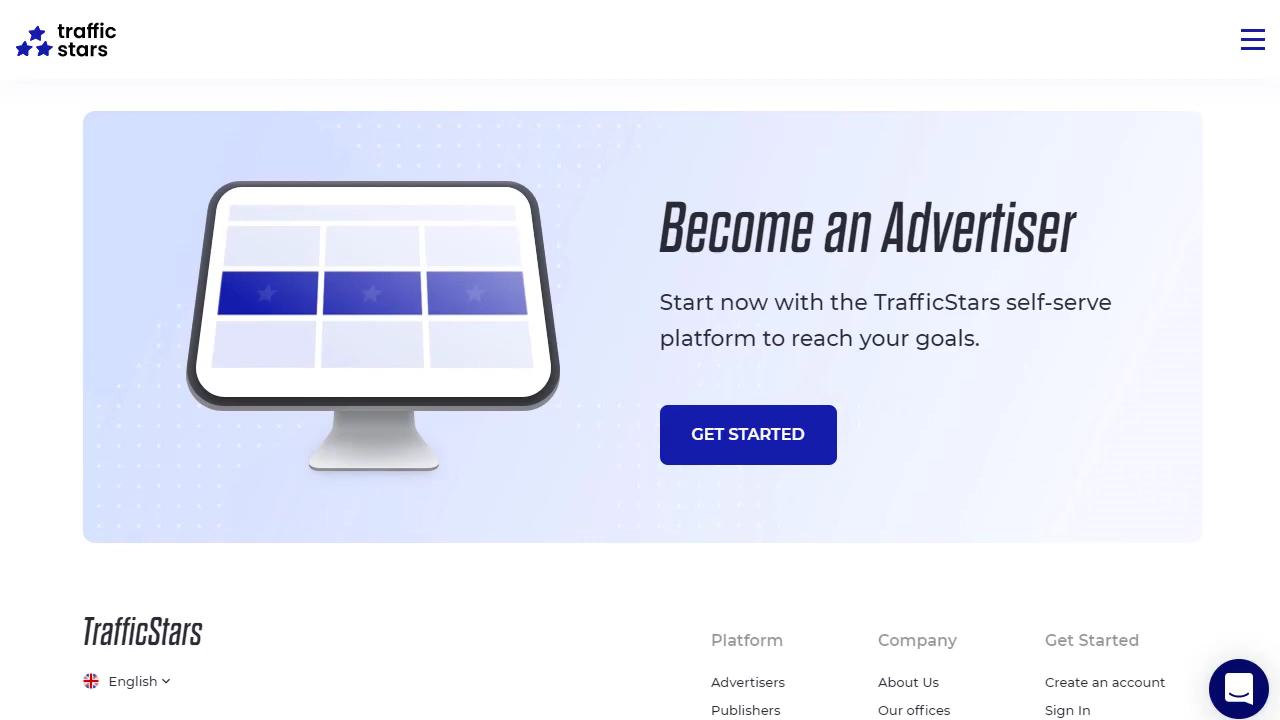 traffic
stars
Become an Advertiser
Start now with the TrafficStars self-serve
platform to reach your goals.
GET STARTED
TrafficStars
English
Platform
Advertisers
Publishers
Company
About Us
Our offices
Get Started
Create an account
Sign In